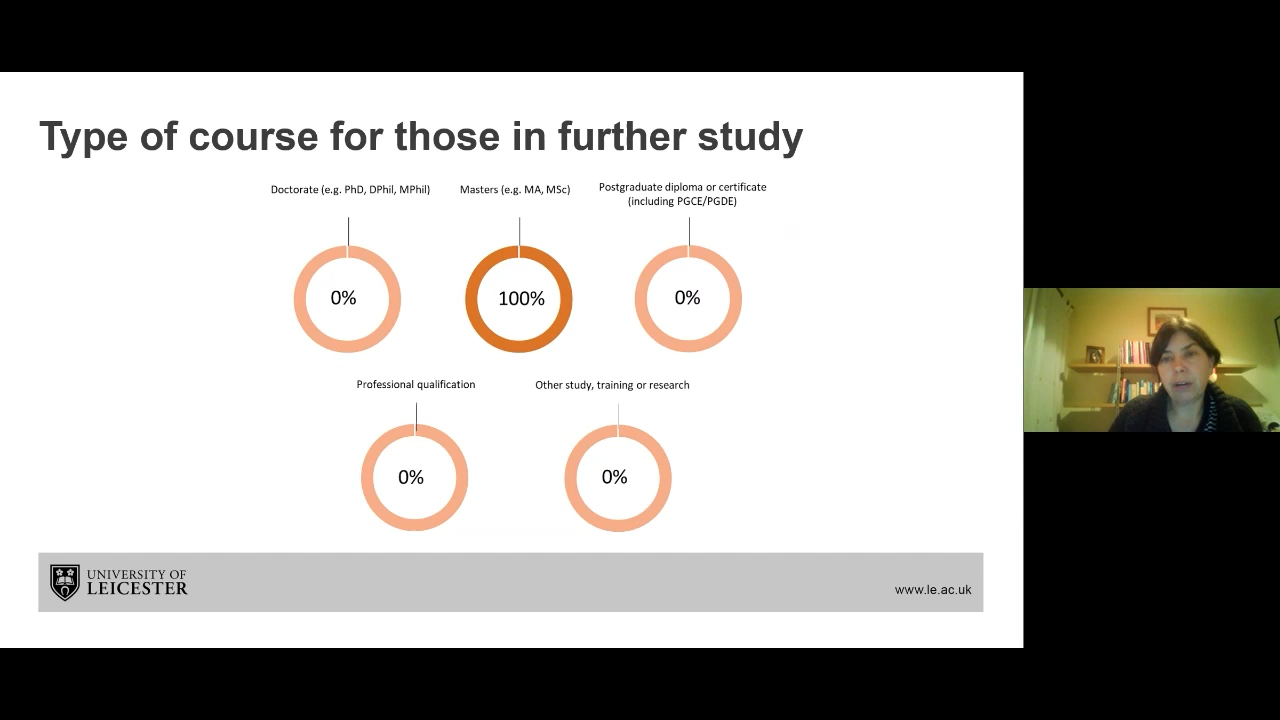 Type of course for those in further study
Doctorate (e.g. PhD, DPhil, MPhil)
Masters (e.g. MA, MSc)
Postgraduate diploma or certificate
(including PGCE/PGDE)
0%
100%
0%
Professional qualification
Other study, training or research
0%
0%
UNIVERSITY OF
LEICESTER
www.le.ac.uk